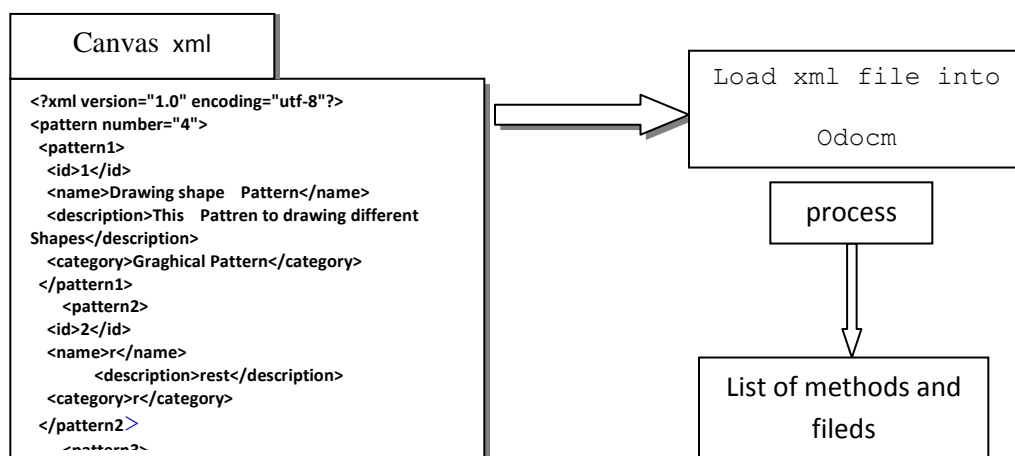 Canvas xml
<?xml version="1.0" encoding="utf-8"?>
<pattern number="4">
<pattern1>
<id>1</id>
<name>Drawing shape Pattern</name>
<description>This Pattren to drawing different
Shapes</description>
<category>Graghical Pattern</category>
</pattern1>
<pattern2>
<id>2</id>
<name>r</name>
<description>rest</description>
<category>r</category>
</pattern2>
<pattern3>
Load xml file into
Odocm
process
List of methods and
fileds